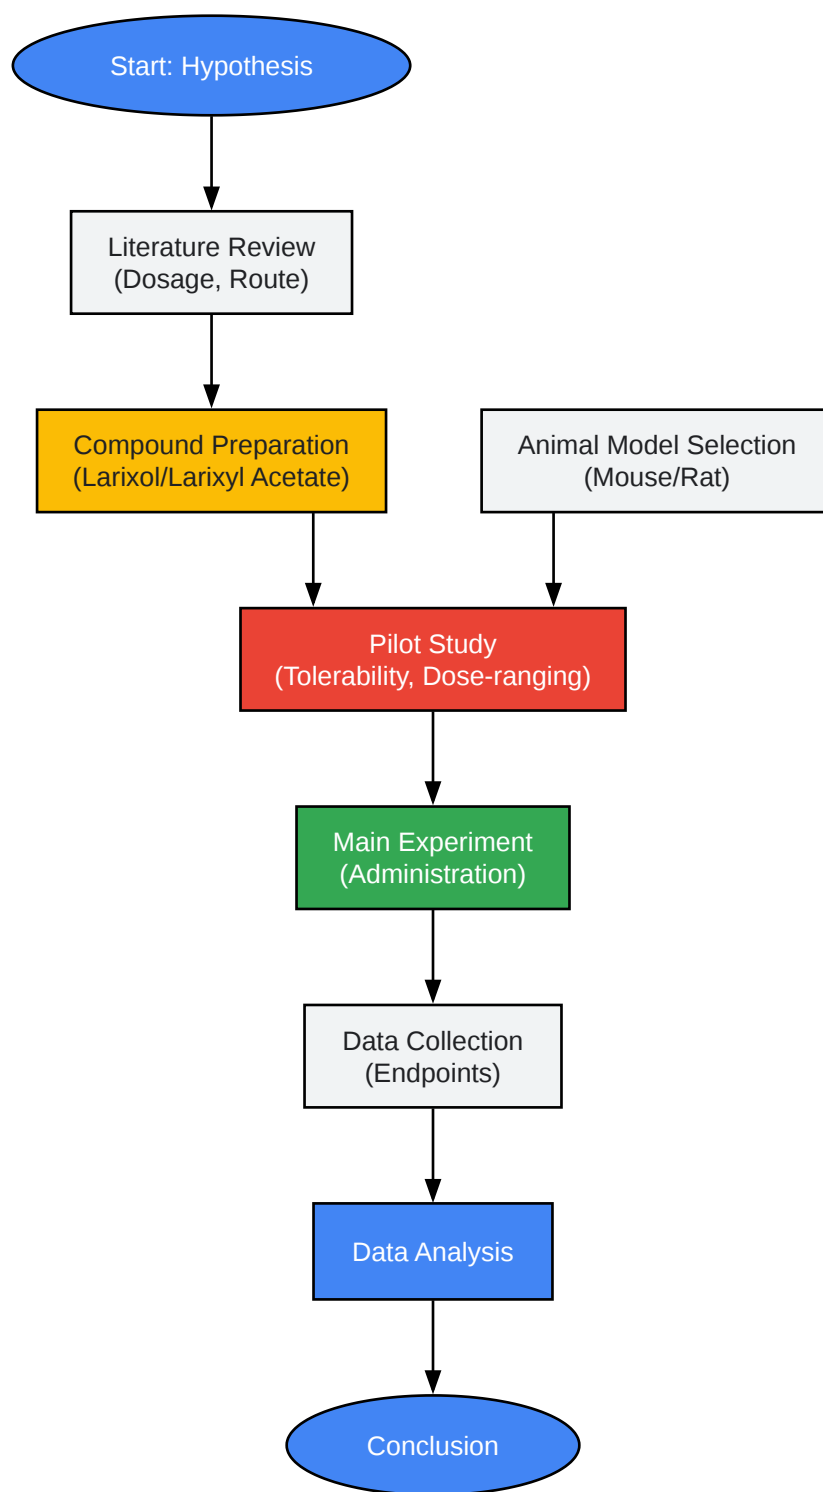 Start: Hypothesis
Literature Review
(Dosage, Route)
Compound Preparation
(Larixol/Larixyl Acetate)
Animal Model Selection
(Mouse/Rat)
Pilot Study
(Tolerability, Dose-ranging)
Main Experiment
(Administration)
Data Collection
(Endpoints)
Data Analysis
Conclusion